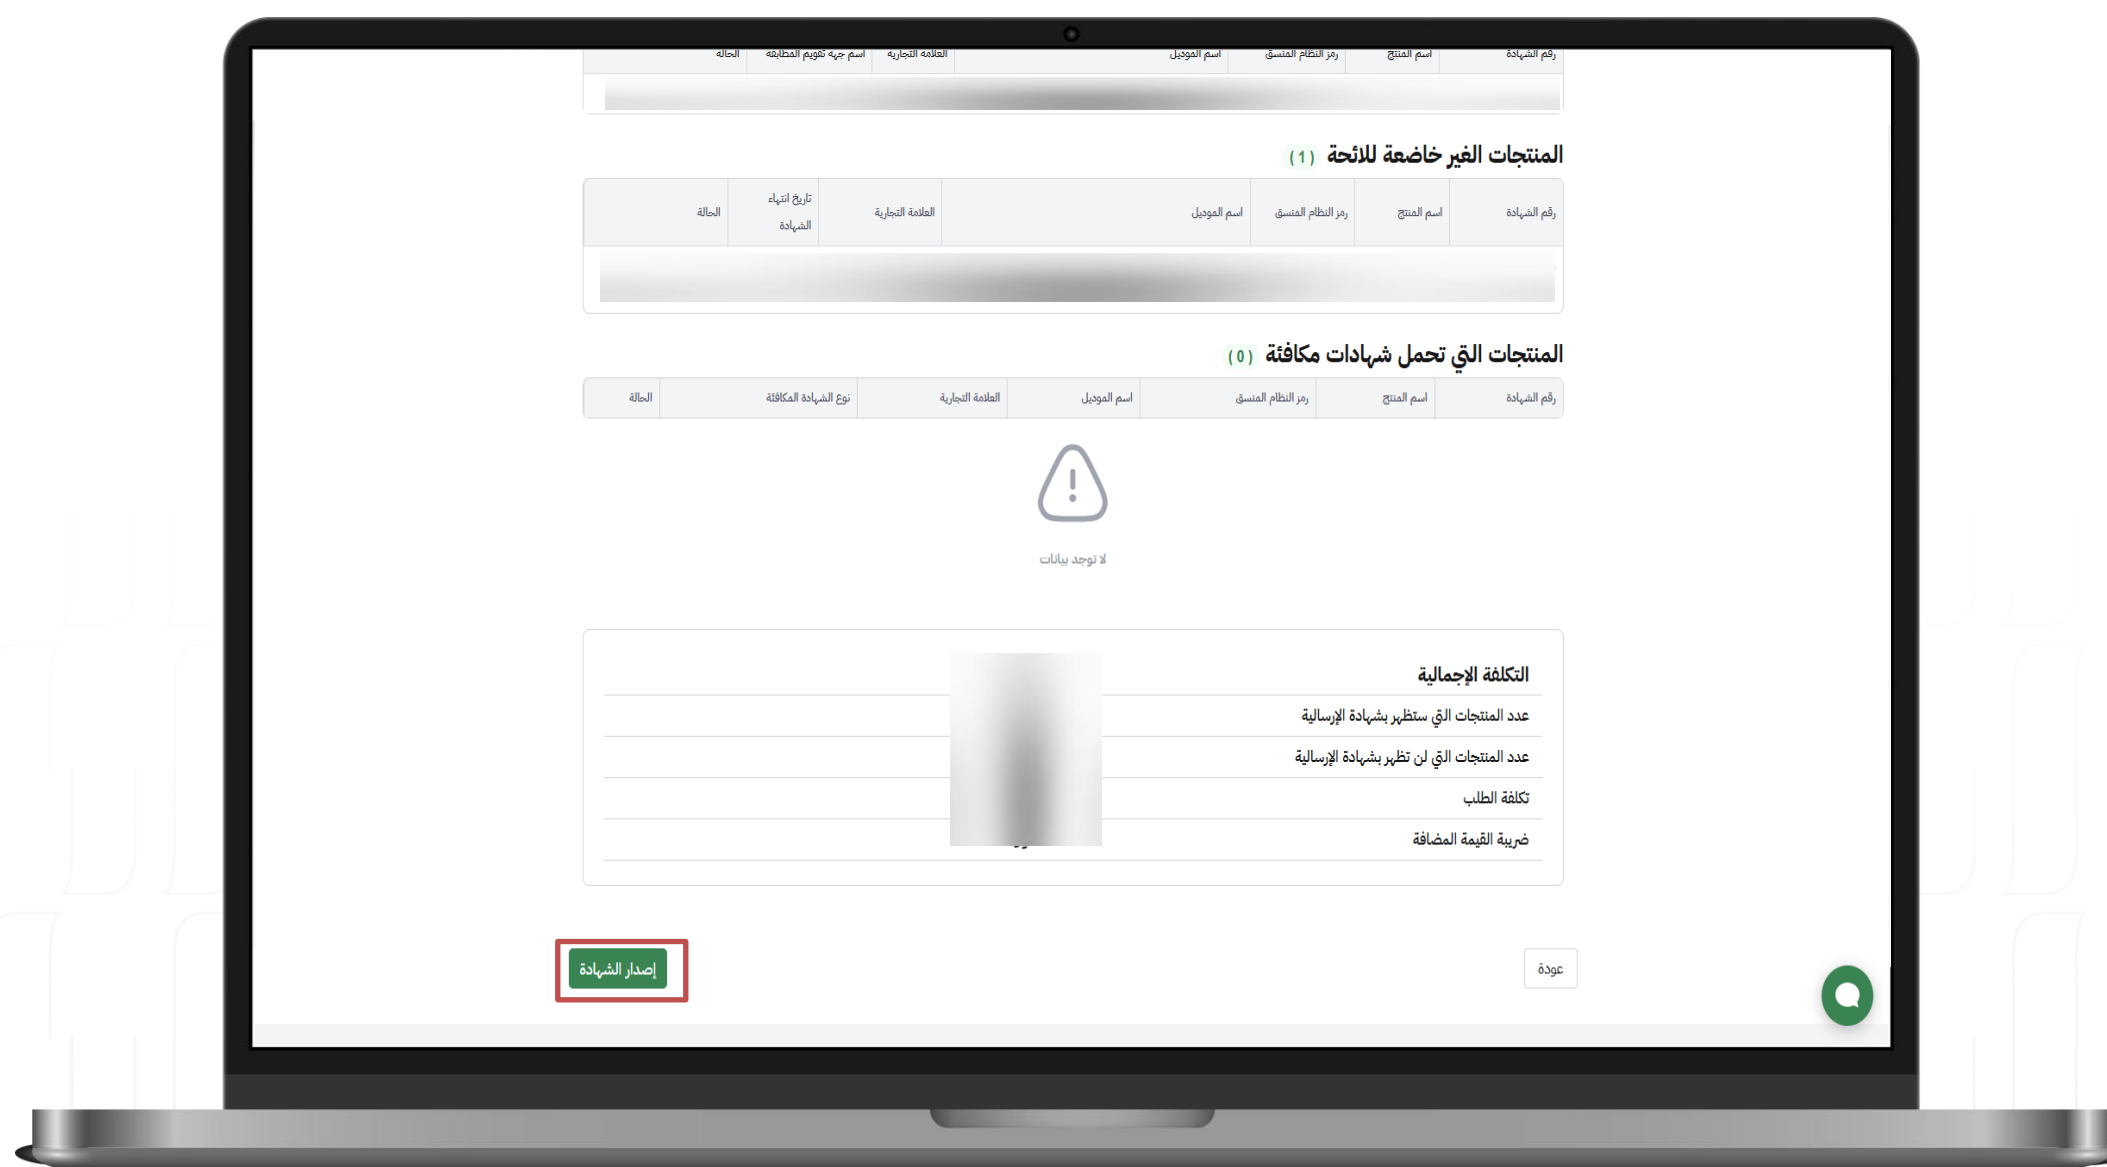 رقم الشهادة اسم المنتج رمز النظام المنسق اسم الموديل العلامة التجارية اسم جهة تقويم المطابقة الحالة
المنتجات الغير خاضعة للائحة (1)
رقم الشهادة اسم المنتج رمز النظام المنسق اسم الموديل العلامة التجارية تاريخ انتهاء الشهادة الحالة
المنتجات التي تحمل شهادات مكافئة (0)
رقم الشهادة اسم المنتج رمز النظام المنسق اسم الموديل العلامة التجارية نوع الشهادة المكافئة الحالة
لا توجد بيانات
التكلفة الإجمالية
عدد المنتجات التي ستظهر بشهادة الإرسالية
عدد المنتجات التي لن تظهر بشهادة الإرسالية
تكلفة الطلب
ضريبة القيمة المضافة
عودة
إصدار الشهادة